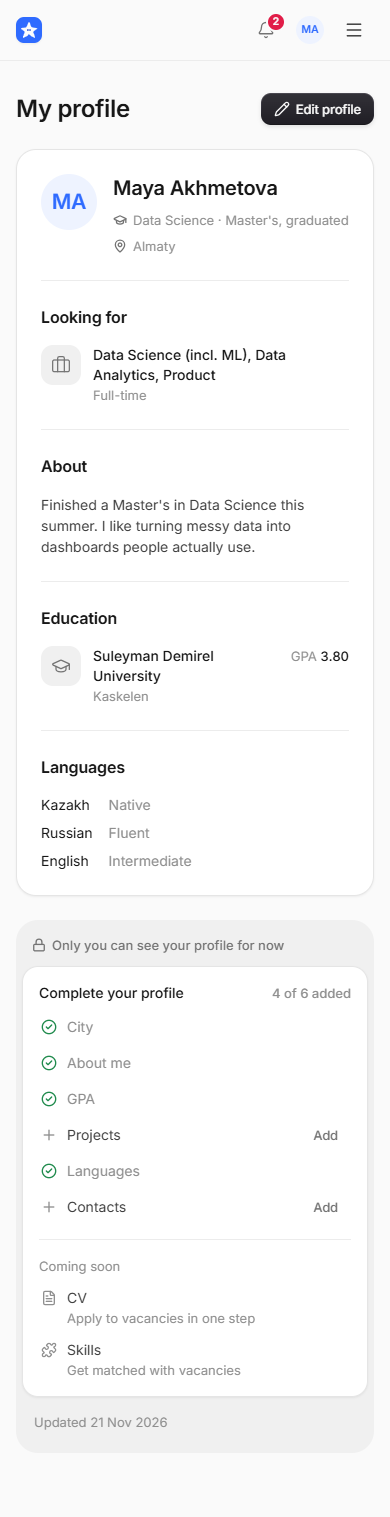 2
MA
My profile
Edit profile
MA
Maya Akhmetova
Data Science · Master's, graduated
Almaty
Looking for
Data Science (incl. ML), Data
Analytics, Product
Full-time
About
Finished a Master's in Data Science this
summer. I like turning messy data into
dashboards people actually use.
Education
Suleyman Demirel
University
GPA 3.80
Kaskelen
Languages
Kazakh Native
Russian Fluent
English Intermediate
Only you can see your profile for now
Complete your profile 4 of 6 added
City
About me
GPA
Projects Add
Languages
Contacts Add
Coming soon
CV
Apply to vacancies in one step
Skills
Get matched with vacancies
Updated 21 Nov 2026